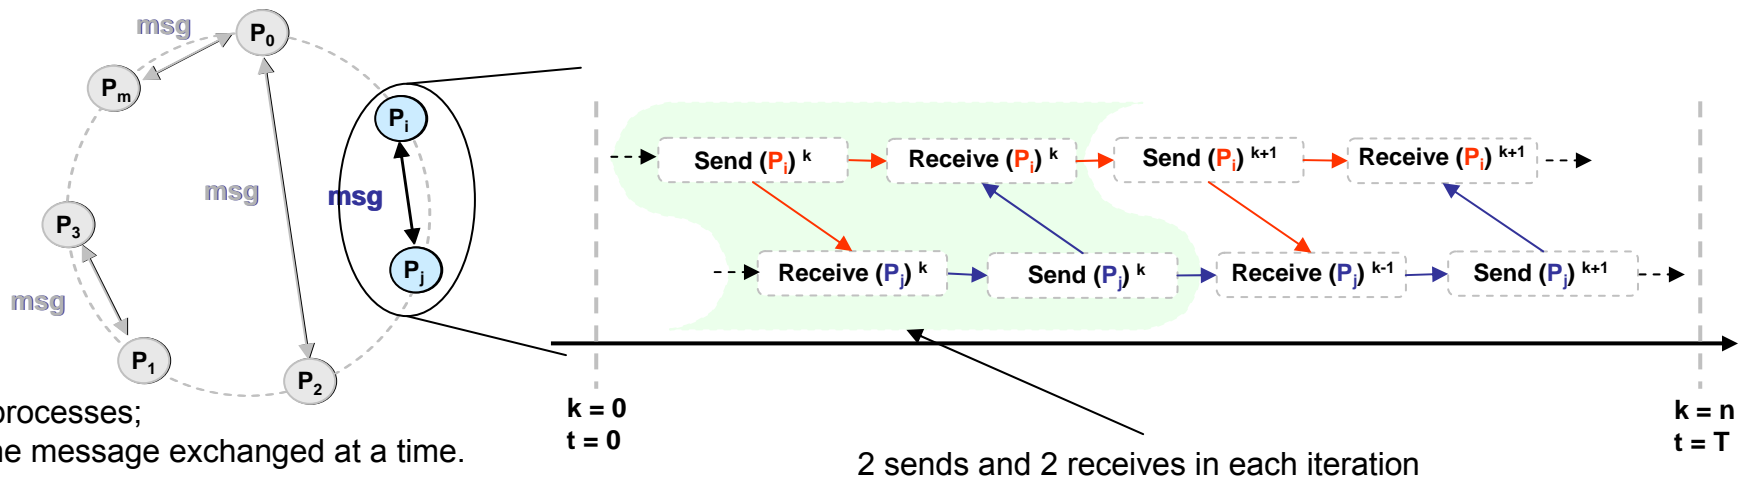 msg
P0
Pm
Pi
msg
msg
P3
Pj
msg
P1
P2
processes;
he message exchanged at a time.
Send (Pi) k
Receive (Pi) k
Send (Pi) k+1
Receive (Pi) k+1
Receive (Pj) k
Send (Pj) k
Receive (Pj) k-1
Send (Pj) k+1
k = 0
t = 0
k = n
t = T
2 sends and 2 receives in each iteration